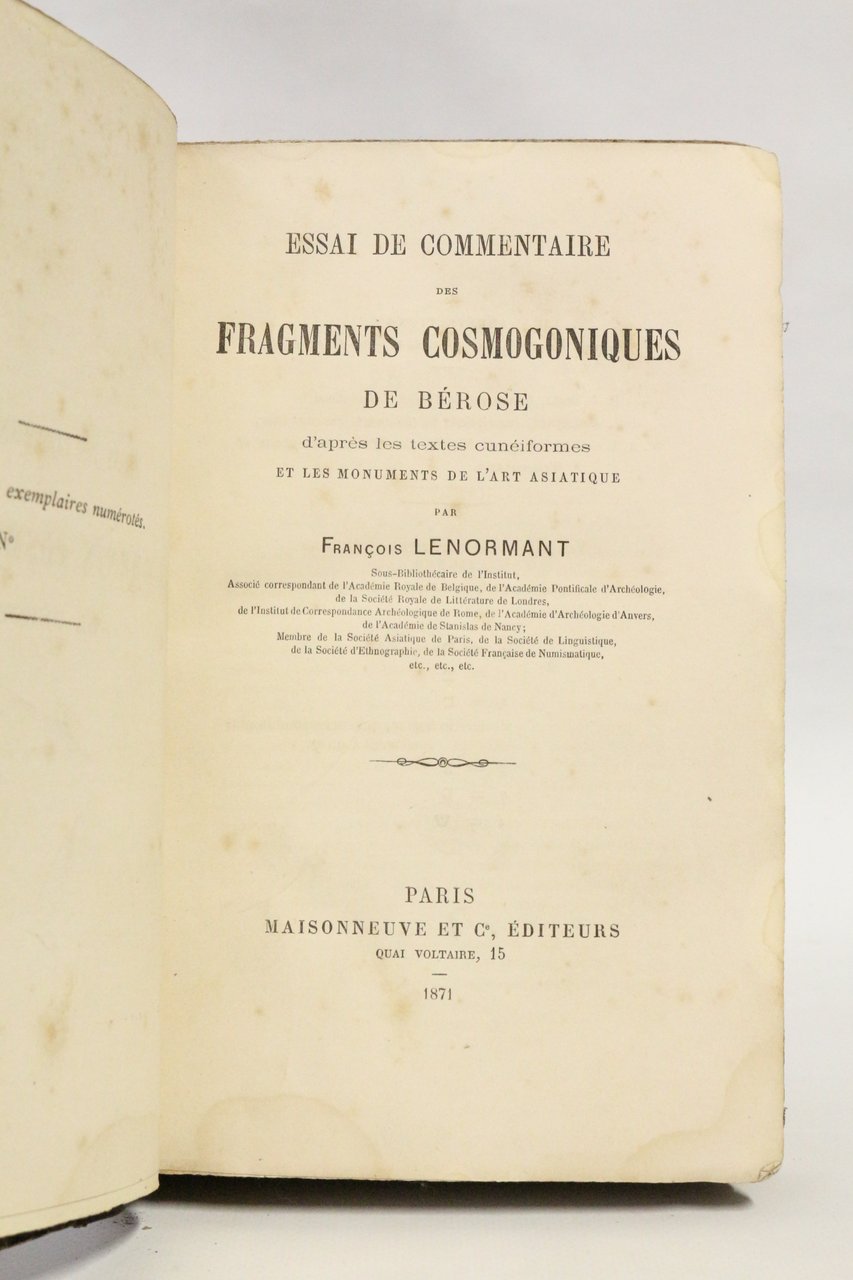 exemplaires numérotés.
N°
ESSAI DE COMMENTAIRE
DES
FRAGMENTS COSMOGONIQUES
DE BÉROSE
d'après les textes cunéiformes
ET LES MONUMENTS DE L'ART ASIATIQUE
PAR
FRANÇOIS LENORMANT
Sous-Bibliothécaire de l'Institut,
Associé correspondant de l'Académie Royale de Belgique, de l'Académie Pontificale d'Archéologie,
de la Société Royale de Littérature de Londres,
de l'Institut de Correspondance Archéologique de Rome, de l'Académie d'Archéologie d'Anvers,
de l'Académie de Stanislas de Nancy;
Membre de la Société Asiatique de Paris, de la Société de Linguistique,
de la Société d'Ethnographie, de la Société Française de Numismatique,
etc., etc., etc.
PARIS
MAISONNEUVE ET Cᵉ, ÉDITEURS
QUAI VOLTAIRE, 15
1871